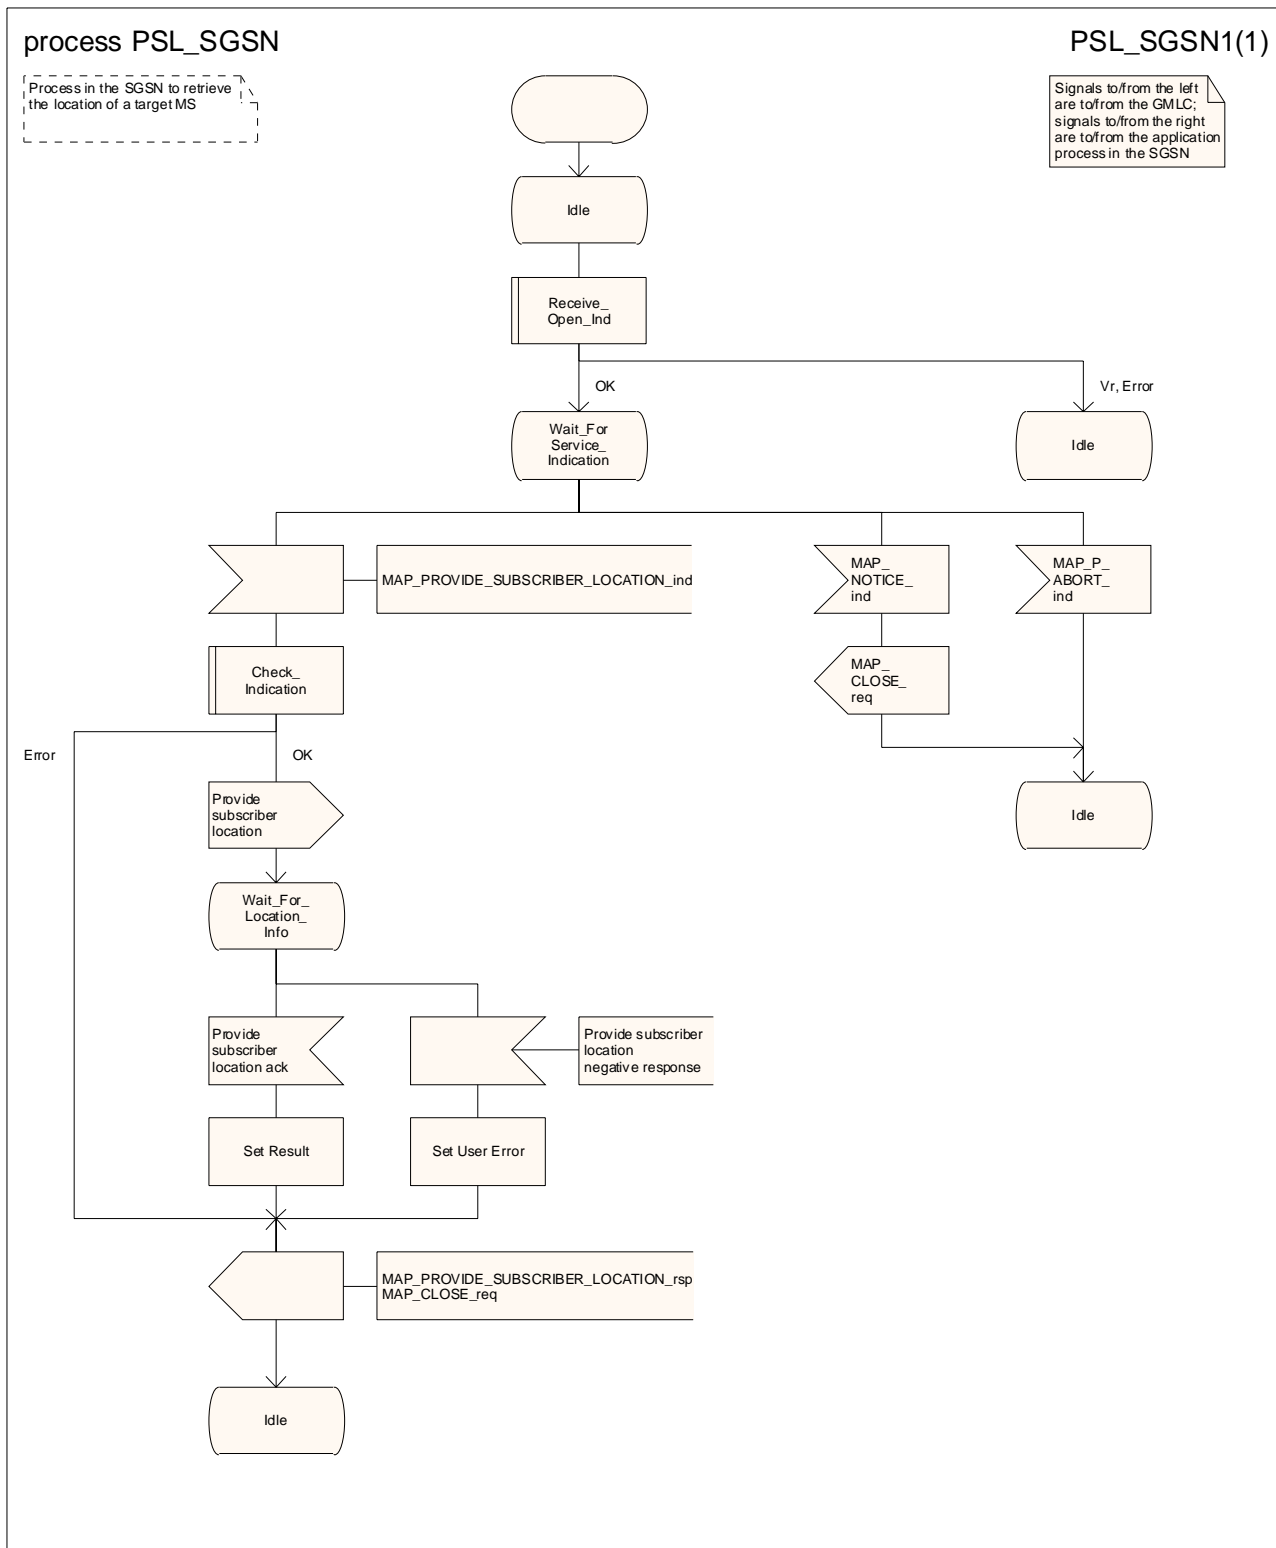 process PSL_SGSN
PSL_SGSN1(1)
Process in the SGSN to retrieve
the location of a target MS
Signals to/from the left
are to/from the GMLC;
signals to/from the right
are to/from the application
process in the SGSN
Idle
Receive_
Open_Ind
OK
Vr, Error
Wait_For
Service_
Indication
Idle
MAP_PROVIDE_SUBSCRIBER_LOCATION_ind
MAP_
NOTICE_
ind
MAP_P_
ABORT_
ind
Check_
Indication
MAP_
CLOSE_
req
Error
OK
Provide
subscriber
location
Idle
Wait_For_
Location_
Info
Provide
subscriber
location ack
Provide subscriber
location
negative response
Set Result
Set User Error
MAP_PROVIDE_SUBSCRIBER_LOCATION_rsp
MAP_CLOSE_req
Idle